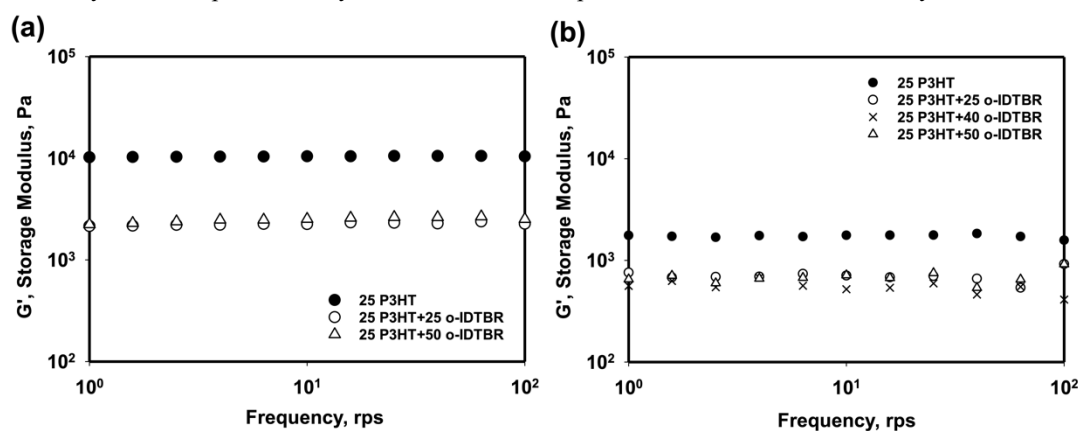 (a)
10⁵
10⁴
10³
10²
G', Storage Modulus, Pa
25 P3HT
25 P3HT+25 o-IDTBR
25 P3HT+50 o-IDTBR
10⁰
10¹
10²
Frequency, rps
(b)
10⁵
10⁴
10³
10²
G', Storage Modulus, Pa
25 P3HT
25 P3HT+25 o-IDTBR
25 P3HT+40 o-IDTBR
25 P3HT+50 o-IDTBR
10⁰
10¹
10²
Frequency, rps